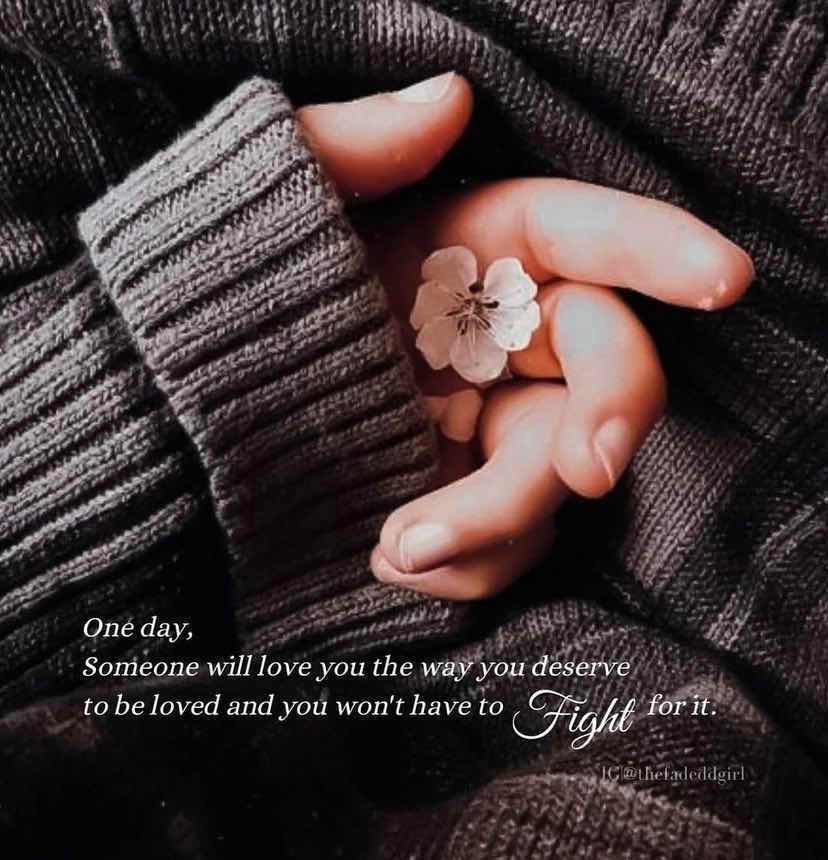 One day,
Someone will love you the way you deserve
to be loved and you won't have to Fight for it.
IG@thefadeddgirl